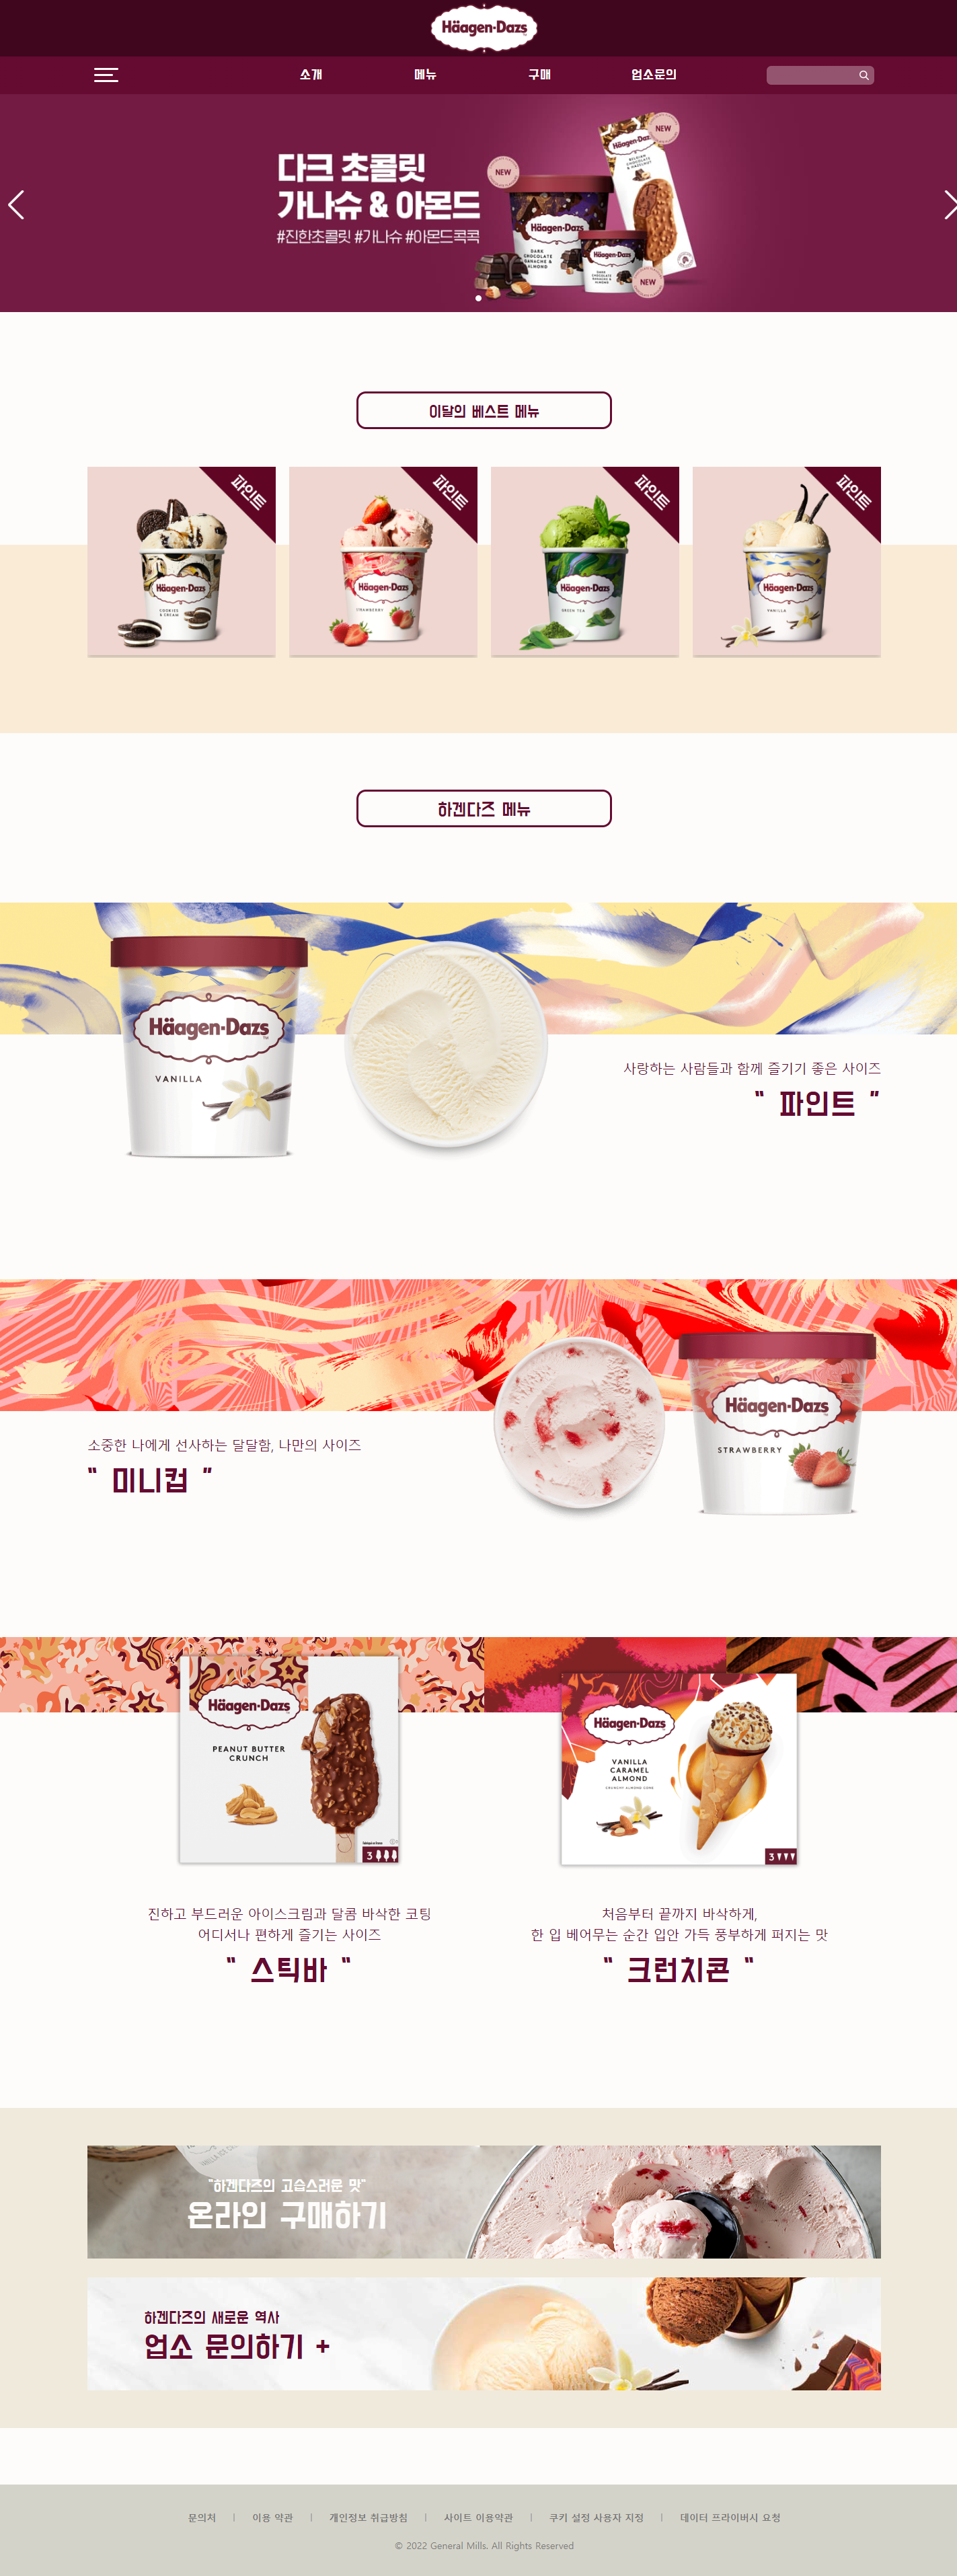 Häagen-Dazs
소개
메뉴
구매
업소문의
다크 초콜릿
가나슈 & 아몬드
#진한초콜릿 #가나슈 #아몬드콕콕
NEW
Häagen-Dazs
BELGIAN
CHOCOLATE
& HAZELNUT
NEW
Häagen-Dazs
DARK
CHOCOLATE
GANACHE &
ALMOND
Häagen-Dazs
DARK
CHOCOLATE
GANACHE &
ALMOND
NEW
이달의 베스트 메뉴
파인트
Häagen-Dazs
COOKIES
& CREAM
파인트
Häagen-Dazs
STRAWBERRY
파인트
Häagen-Dazs
GREEN TEA
파인트
Häagen-Dazs
VANILLA
하겐다즈 메뉴
Häagen-Dazs
VANILLA
사랑하는 사람들과 함께 즐기기 좋은 사이즈
“ 파인트 ”
Häagen-Dazs
STRAWBERRY
소중한 나에게 선사하는 달달함, 나만의 사이즈
“ 미니컵 ”
Häagen-Dazs
PEANUT BUTTER
CRUNCH
3
Häagen-Dazs
VANILLA
CARAMEL
ALMOND
CRUNCHY ALMOND CONE
3
진하고 부드러운 아이스크림과 달콤 바삭한 코팅
어디서나 편하게 즐기는 사이즈
“ 스틱바 “
처음부터 끝까지 바삭하게,
한 입 베어무는 순간 입안 가득 풍부하게 퍼지는 맛
“ 크런치콘 “
"하겐다즈의 고습스러운 맛"
온라인 구매하기
하겐다즈의 새로운 역사
업소 문의하기 +
문의처 | 이용 약관 | 개인정보 취급방침 | 사이트 이용약관 | 쿠키 설정 사용자 지정 | 데이터 프라이버시 요청
© 2022 General Mills. All Rights Reserved